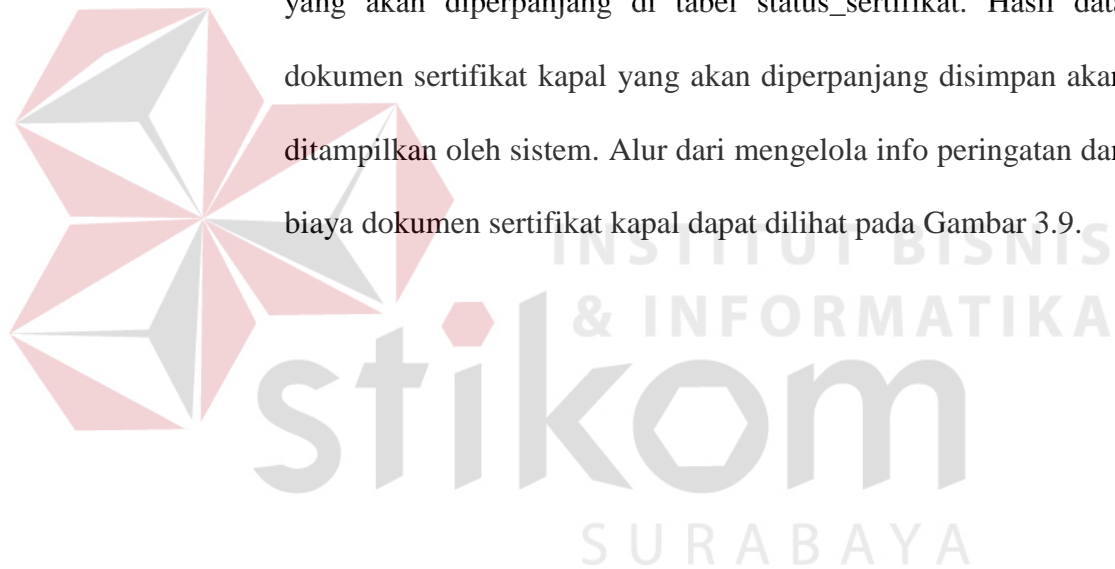 yang akan diperpanjang di tabel status_sertifikat. Hasil data
dokumen sertifikat kapal yang akan diperpanjang disimpan akan
ditampilkan oleh sistem. Alur dari mengelola info peringatan dan
biaya dokumen sertifikat kapal dapat dilihat pada Gambar 3.9.
INSTITUT BISNIS
& INFORMATIKA
stikom
SURABAYA